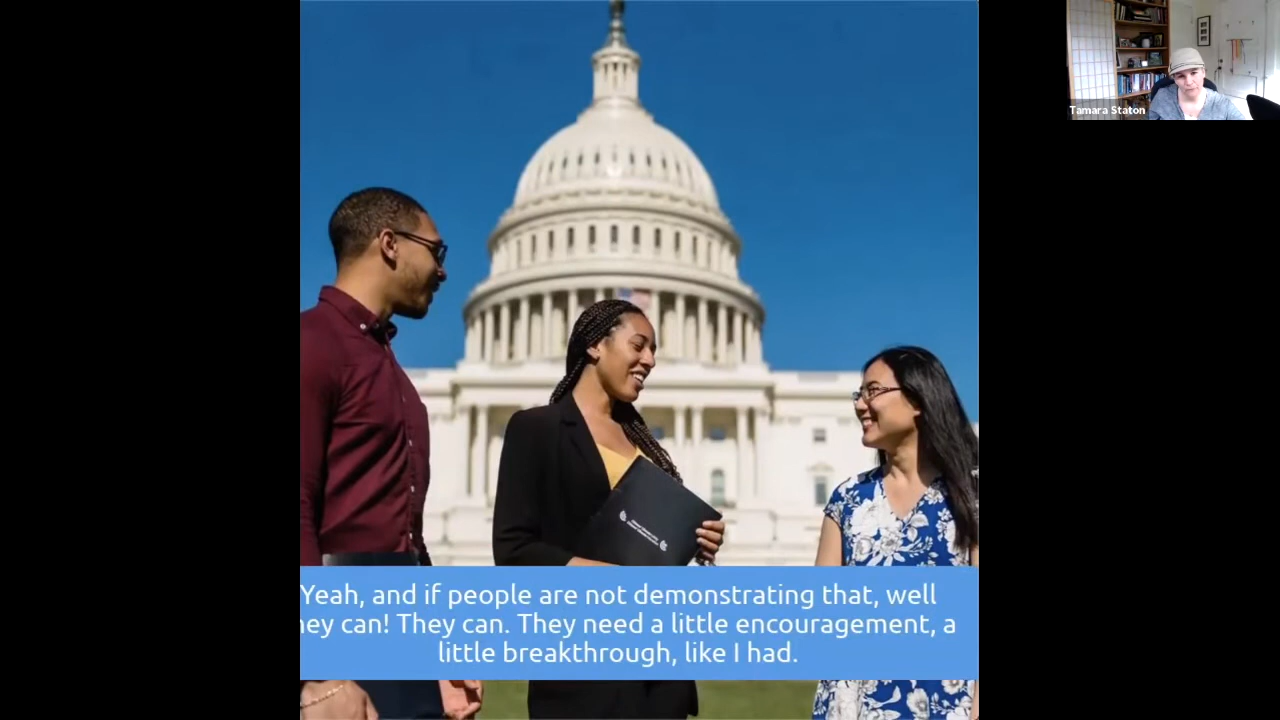 Tamara Staton
Yeah, and if people are not demonstrating that, well
hey can! They can. They need a little encouragement, a
little breakthrough, like I had.